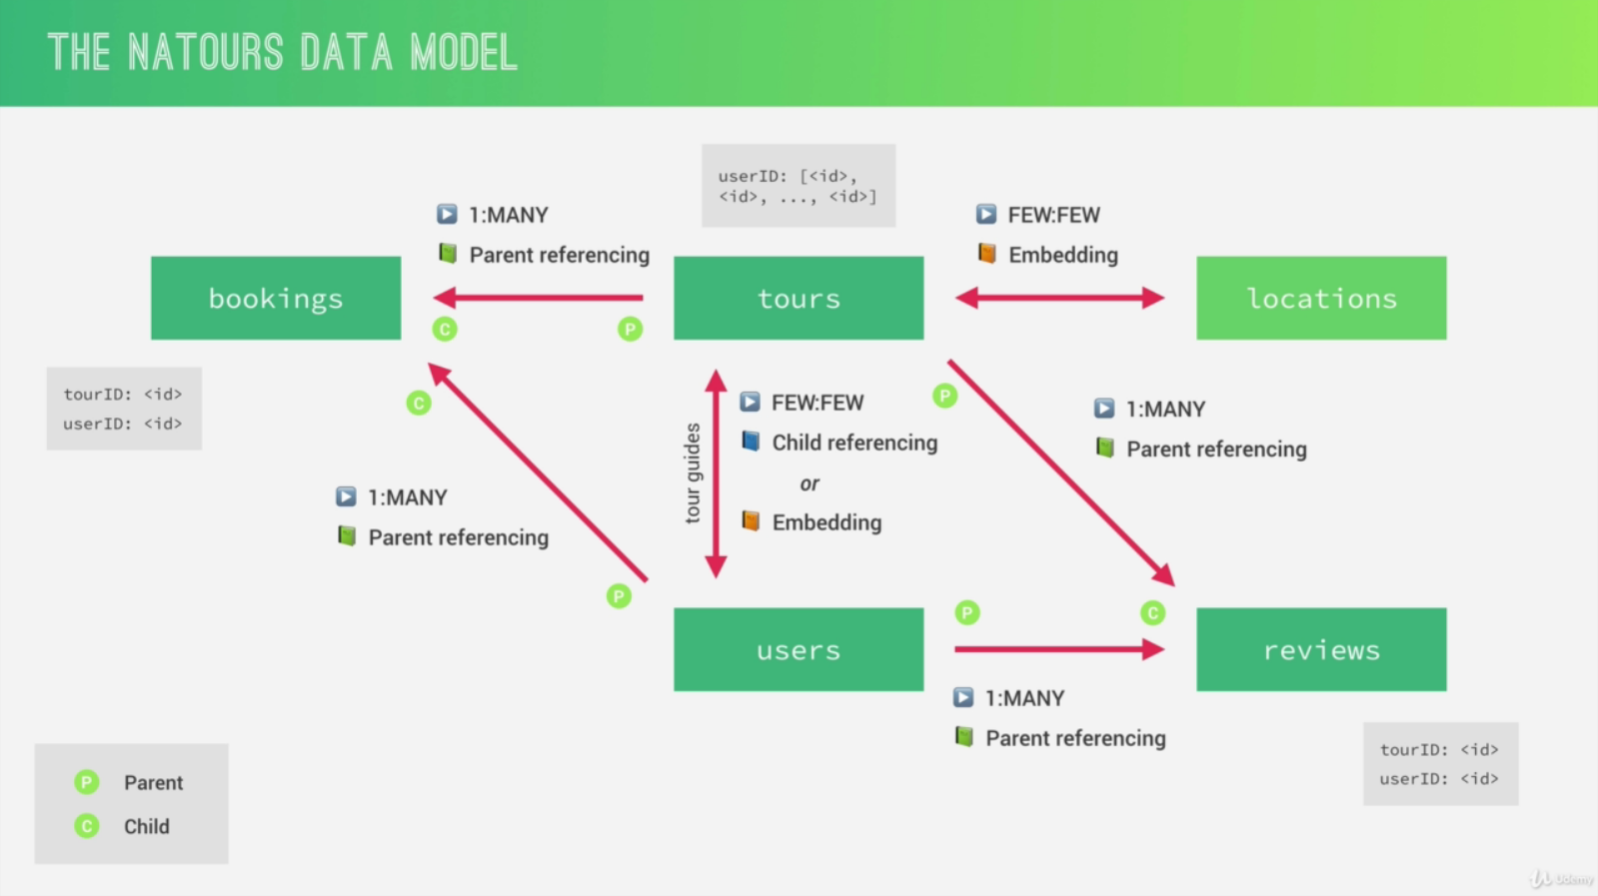 THE NATOURS DATA MODEL
userID: [<id>,
<id>, ..., <id>]
1:MANY
Parent referencing
FEW:FEW
Embedding
bookings
tours
locations
C
P
tourID: <id>
userID: <id>
C
tour guides
FEW:FEW
Child referencing
or
Embedding
P
1:MANY
Parent referencing
1:MANY
Parent referencing
P
P
C
users
reviews
1:MANY
Parent referencing
tourID: <id>
userID: <id>
P Parent
C Child
Udemy